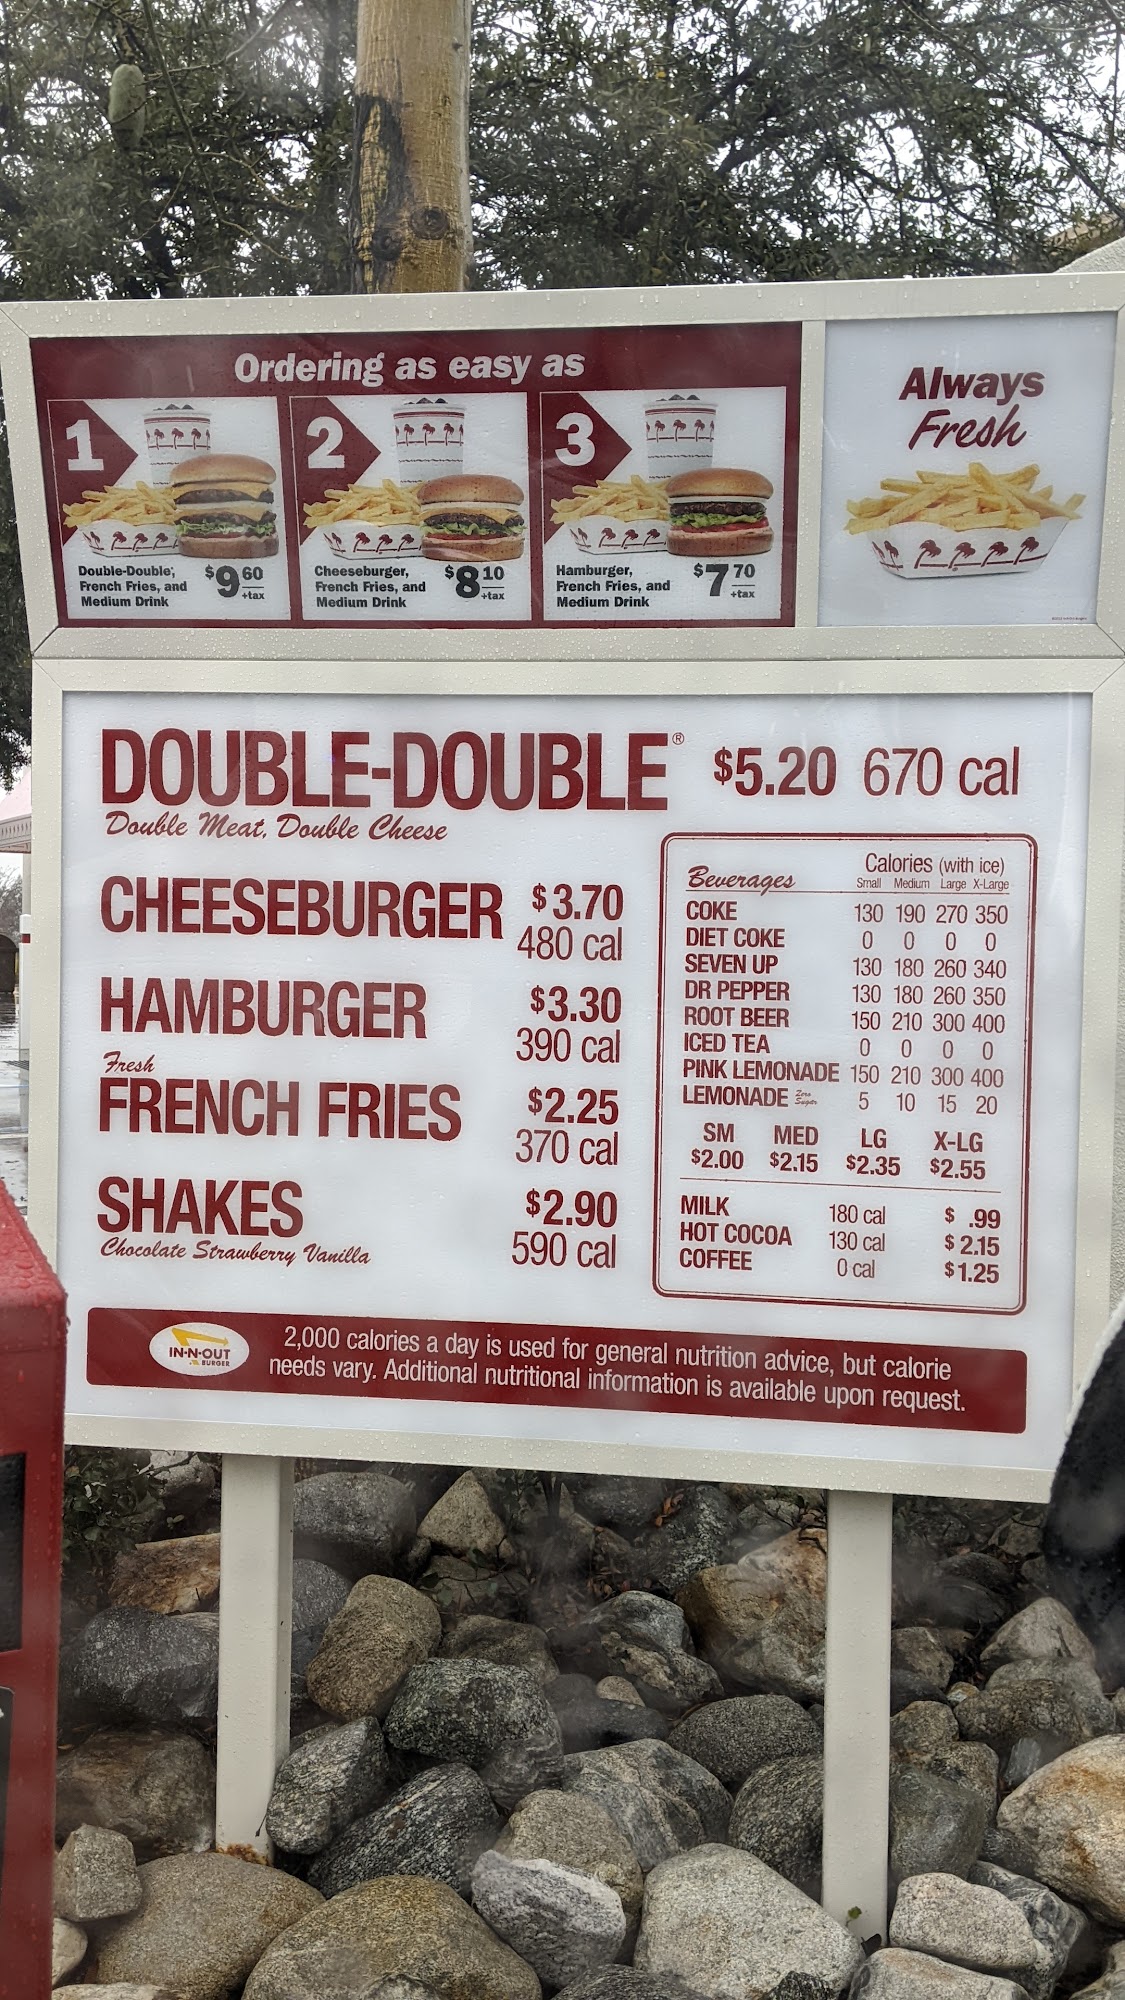 Ordering as easy as
1
Double-Double®,
French Fries, and
Medium Drink
$9 60
+tax
2
Cheeseburger,
French Fries, and
Medium Drink
$8 10
+tax
3
Hamburger,
French Fries, and
Medium Drink
$7 70
+tax
Always
Fresh
DOUBLE-DOUBLE® $5.20 670 cal
Double Meat, Double Cheese
CHEESEBURGER $3.70
480 cal
HAMBURGER $3.30
390 cal
Fresh
FRENCH FRIES $2.25
370 cal
SHAKES $2.90
Chocolate Strawberry Vanilla 590 cal
Beverages Calories (with ice)
Small Medium Large X-Large
COKE 130 190 270 350
DIET COKE 0 0 0 0
SEVEN UP 130 180 260 340
DR PEPPER 130 180 260 350
ROOT BEER 150 210 300 400
ICED TEA 0 0 0 0
PINK LEMONADE 150 210 300 400
LEMONADE Zero Sugar 5 10 15 20
SM MED LG X-LG
$2.00 $2.15 $2.35 $2.55
MILK 180 cal $ .99
HOT COCOA 130 cal $ 2.15
COFFEE 0 cal $1.25
IN-N-OUT
BURGER
2,000 calories a day is used for general nutrition advice, but calorie
needs vary. Additional nutritional information is available upon request.